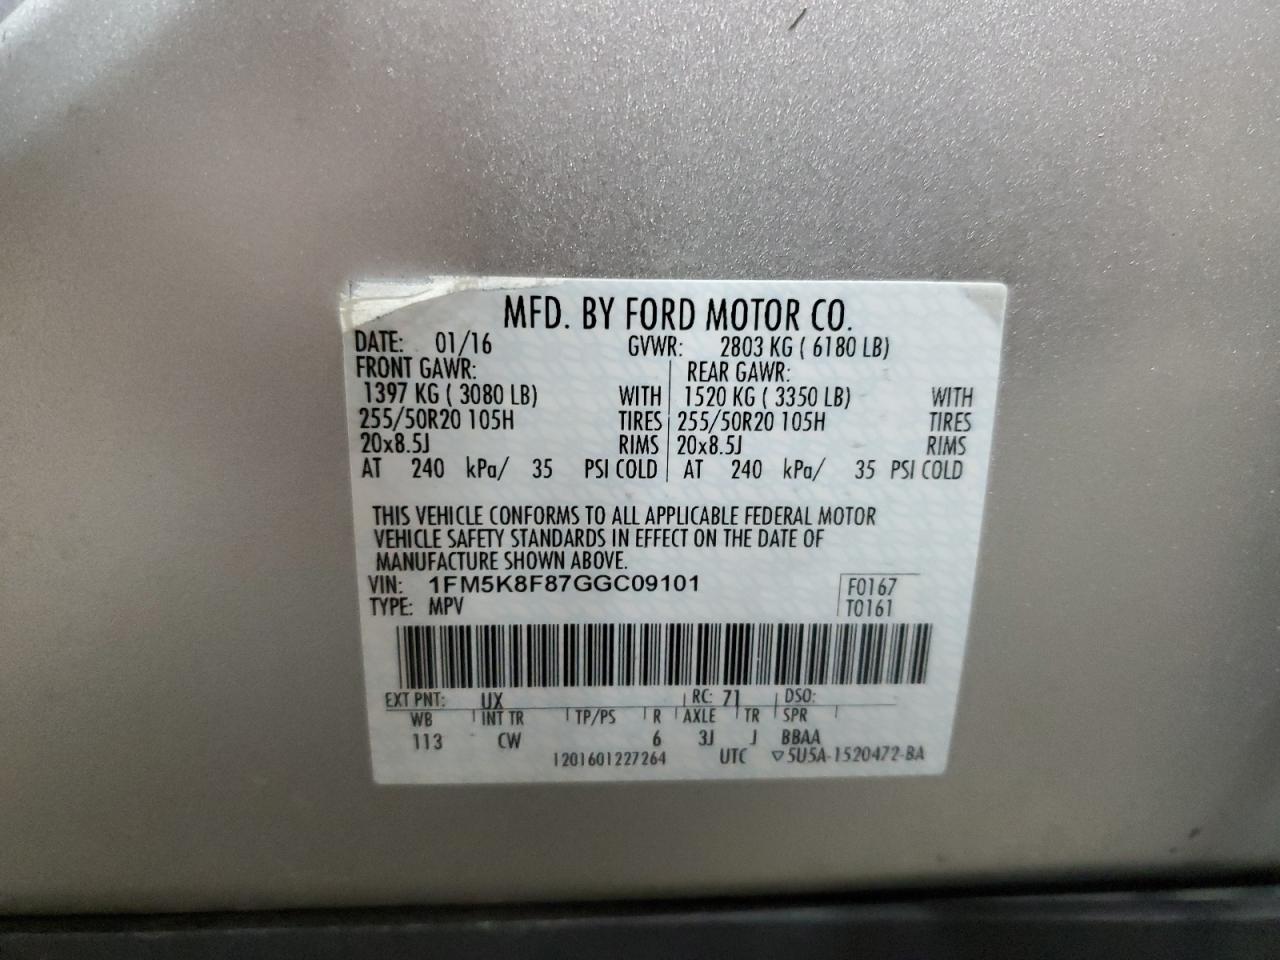 MFD. BY FORD MOTOR CO.
DATE: 01/16 GVWR: 2803 KG ( 6180 LB)
FRONT GAWR: REAR GAWR:
1397 KG ( 3080 LB) WITH 1520 KG ( 3350 LB) WITH
255/50R20 105H TIRES 255/50R20 105H TIRES
20x8.5J RIMS 20x8.5J RIMS
AT 240 kPa/ 35 PSI COLD AT 240 kPa/ 35 PSI COLD
THIS VEHICLE CONFORMS TO ALL APPLICABLE FEDERAL MOTOR
VEHICLE SAFETY STANDARDS IN EFFECT ON THE DATE OF
MANUFACTURE SHOWN ABOVE.
VIN: 1FM5K8F87GGC09101 F0167
TYPE: MPV T0161
EXT PNT: UX RC: 71 DSO:
WB INT TR TP/PS R AXLE TR SPR
113 CW 6 3J J BBAA
1201601227264 UTC ▽5U5A-1520472-BA